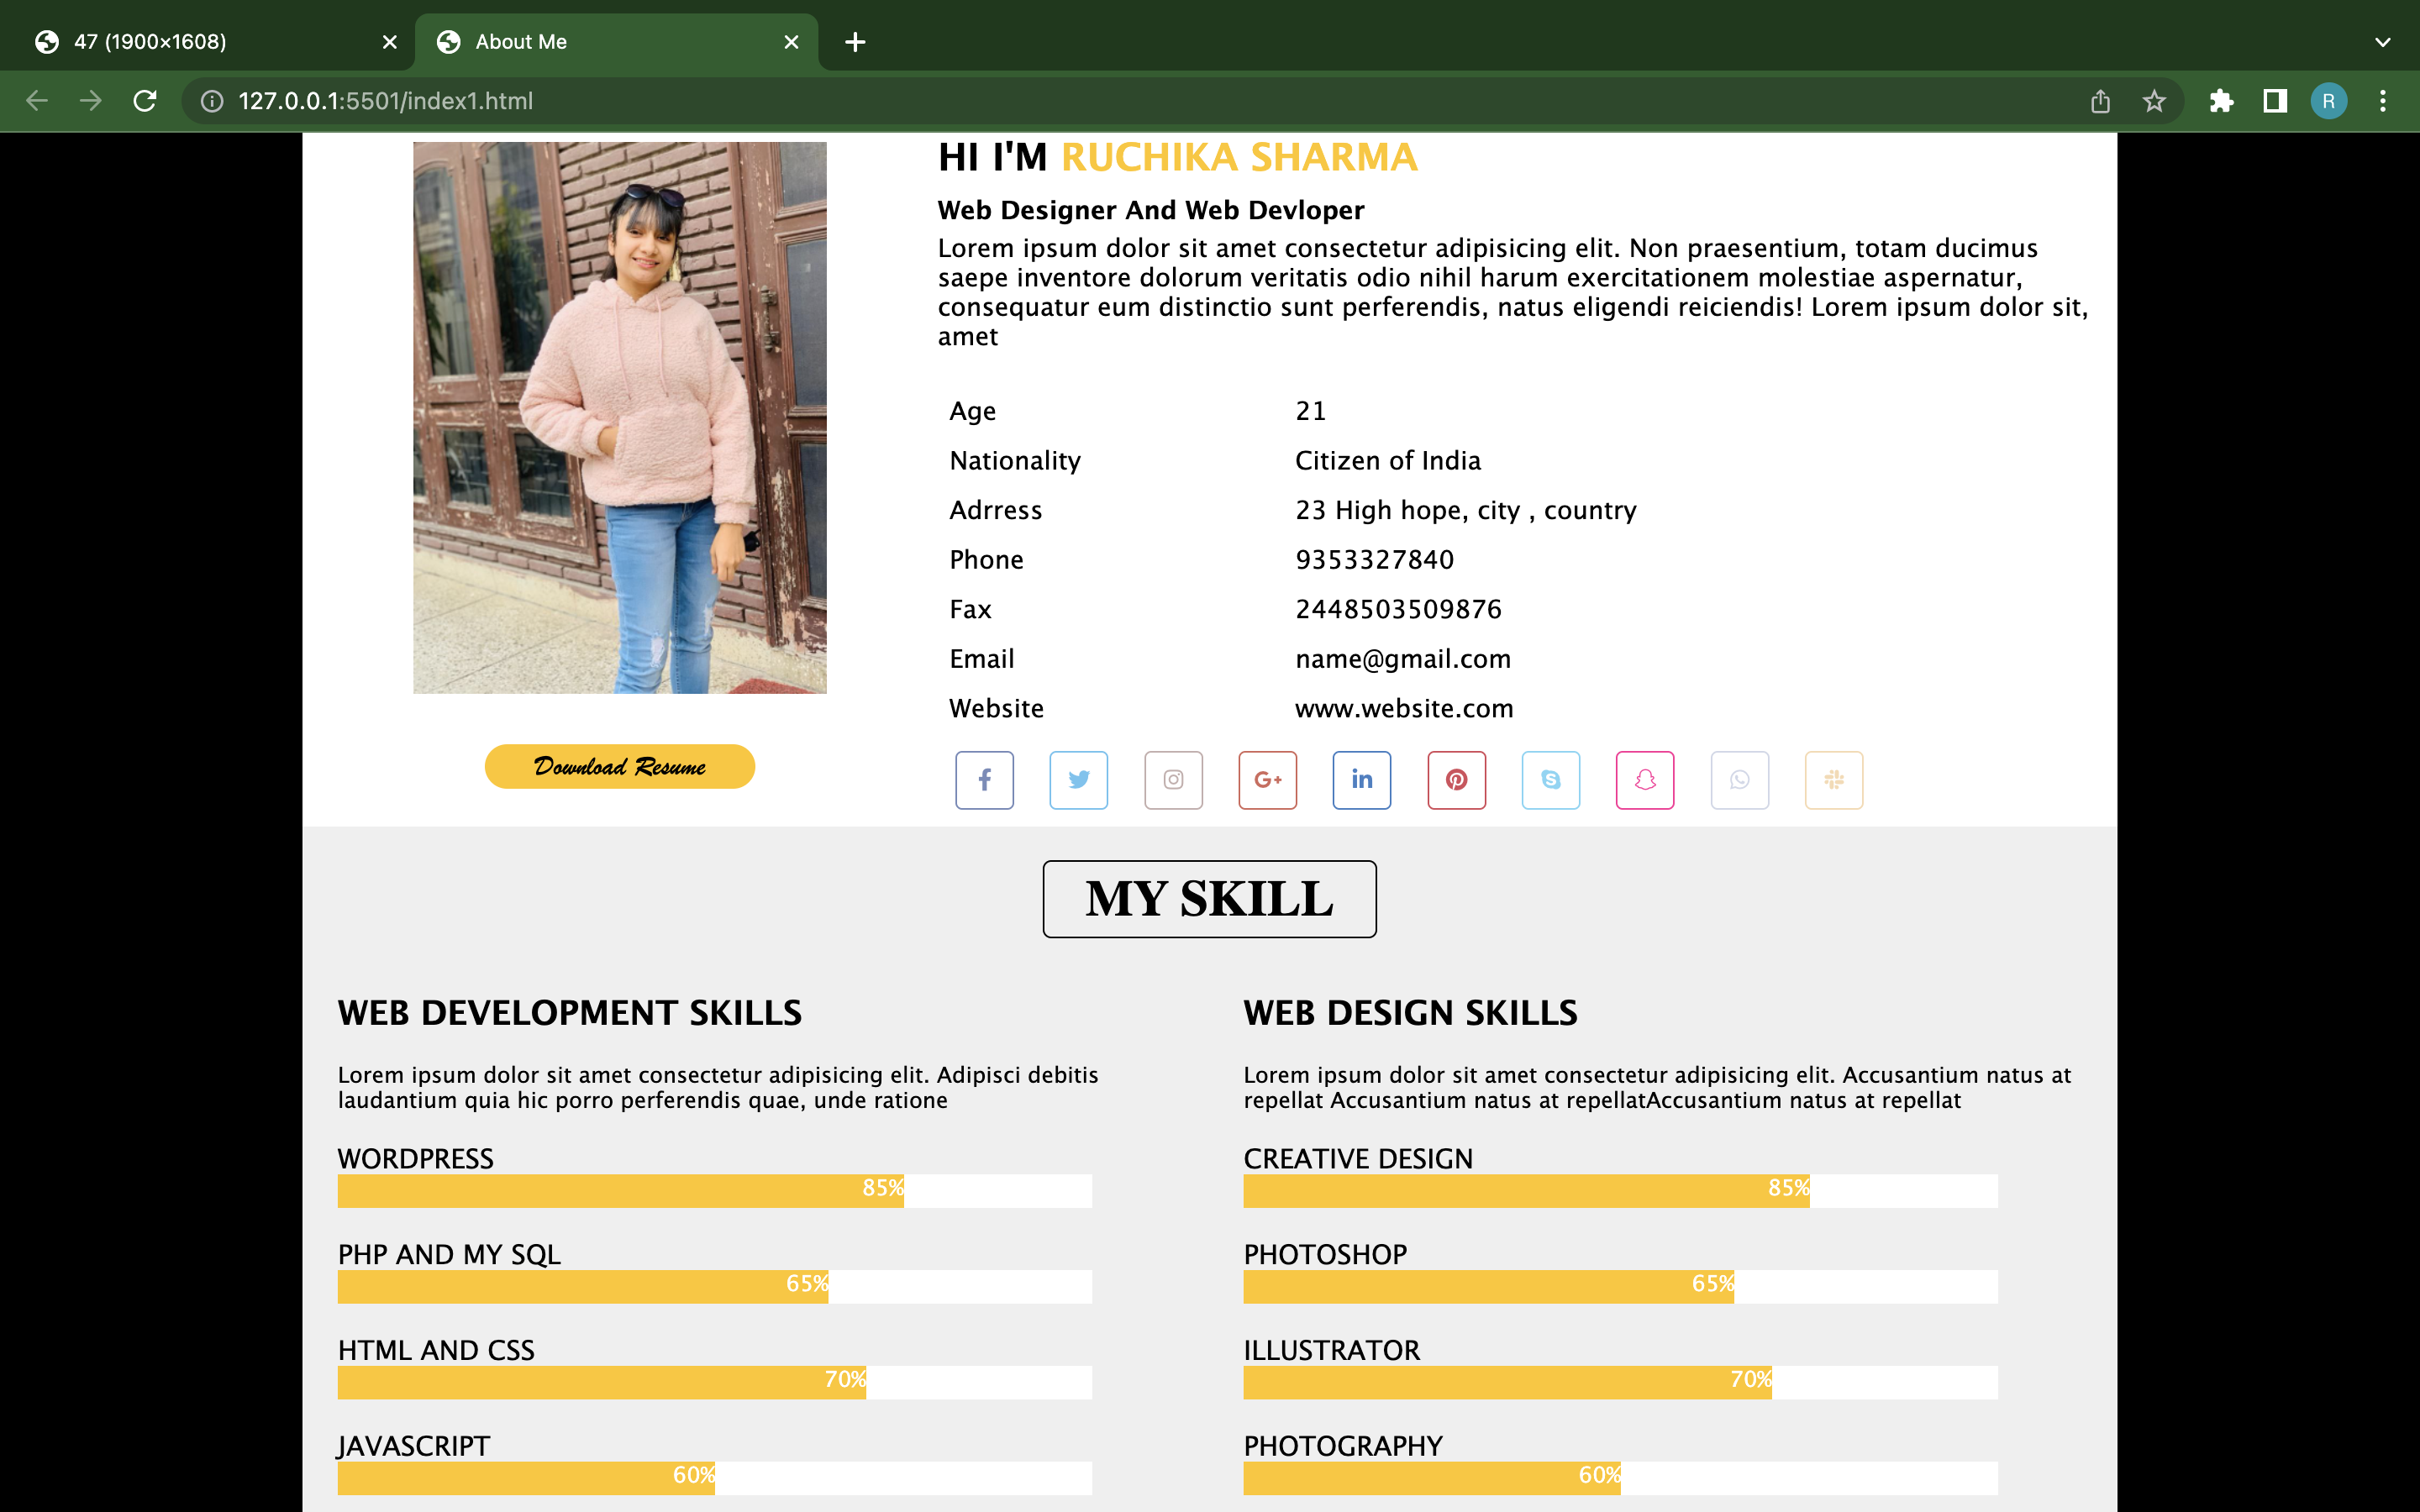 47 (1900×1608)
About Me
127.0.0.1:5501/index1.html
R
HI I'M RUCHIKA SHARMA
Web Designer And Web Devloper
Lorem ipsum dolor sit amet consectetur adipisicing elit. Non praesentium, totam ducimus
saepe inventore dolorum veritatis odio nihil harum exercitationem molestiae aspernatur,
consequatur eum distinctio sunt perferendis, natus eligendi reiciendis! Lorem ipsum dolor sit,
amet
Age 21
Nationality Citizen of India
Adrress 23 High hope, city , country
Phone 9353327840
Fax 2448503509876
Email name@gmail.com
Website www.website.com
Download Resume
MY SKILL
WEB DEVELOPMENT SKILLS
Lorem ipsum dolor sit amet consectetur adipisicing elit. Adipisci debitis
laudantium quia hic porro perferendis quae, unde ratione
WORDPRESS
85%
PHP AND MY SQL
65%
HTML AND CSS
70%
JAVASCRIPT
60%
WEB DESIGN SKILLS
Lorem ipsum dolor sit amet consectetur adipisicing elit. Accusantium natus at
repellat Accusantium natus at repellatAccusantium natus at repellat
CREATIVE DESIGN
85%
PHOTOSHOP
65%
ILLUSTRATOR
70%
PHOTOGRAPHY
60%